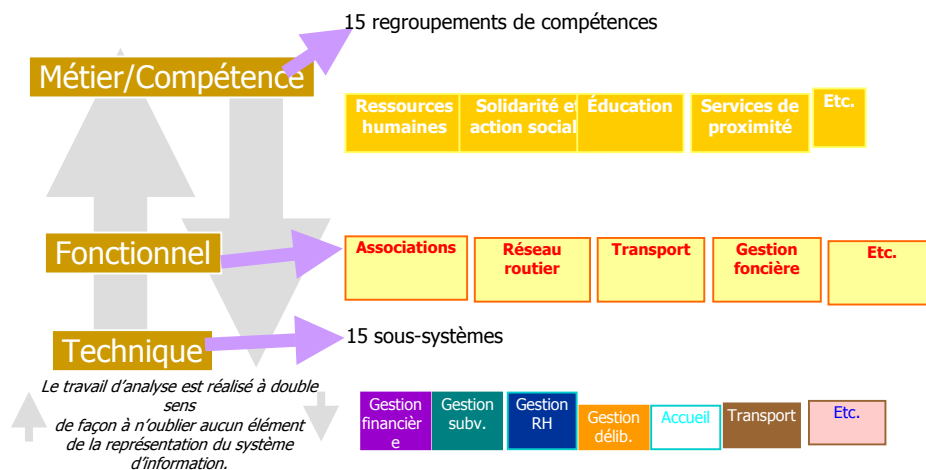 15 regroupements de compétences
Métier/Compétence
Ressources
humaines
Solidarité et
action social
Éducation
Services de
proximité
Etc.
Fonctionnel
Associations
Réseau
routier
Transport
Gestion
foncière
Etc.
15 sous-systèmes
Technique
Le travail d'analyse est réalisé à double
sens
de façon à n'oublier aucun élément
de la représentation du système
d'information.
Gestion
financièr
e
Gestion
subv.
Gestion
RH
Gestion
délib.
Accueil
Transport
Etc.